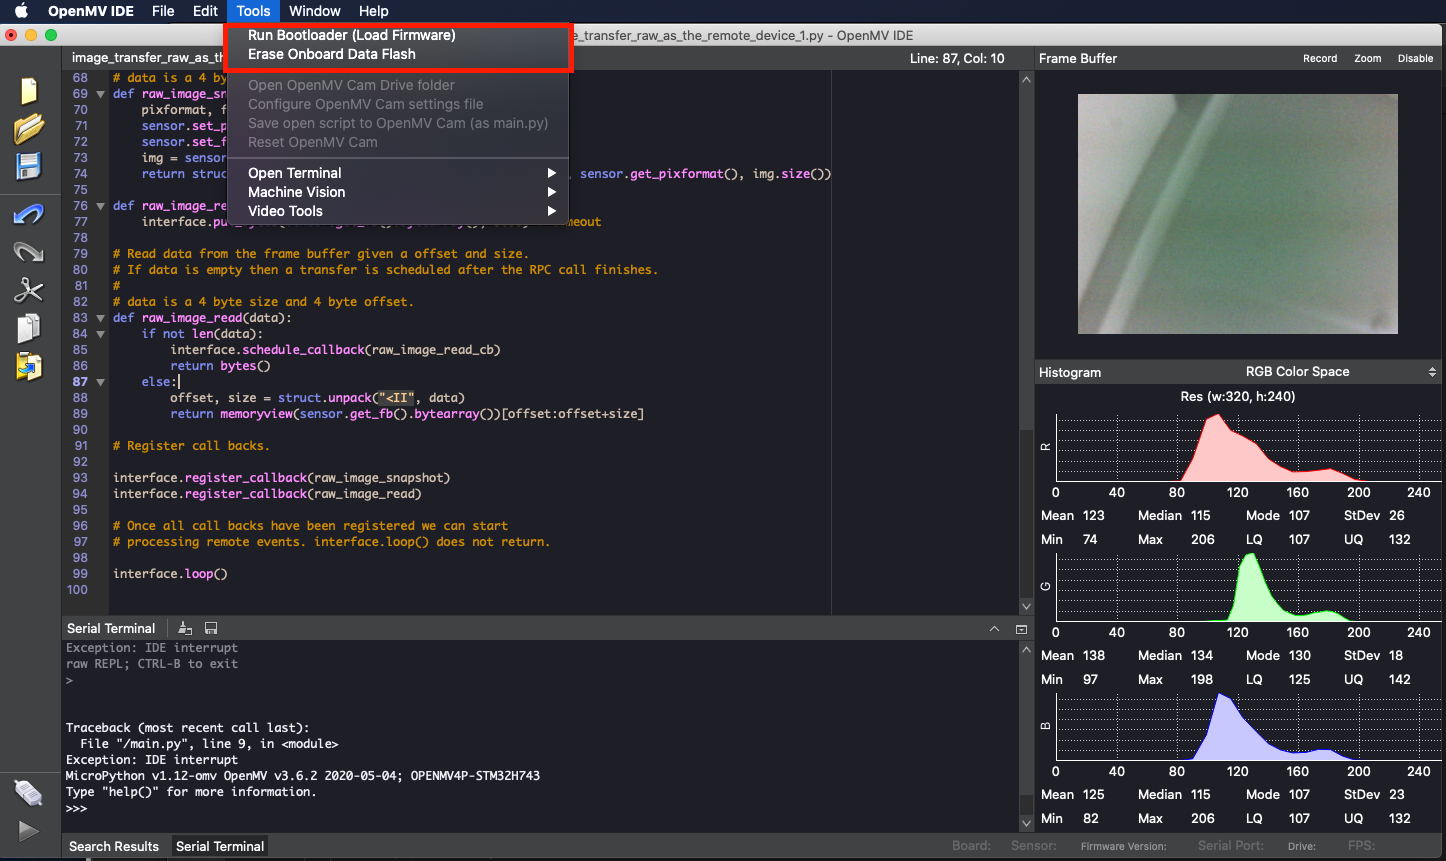 OpenMV IDE File Edit Tools Window Help
_transfer_raw_as_the_remote_device_1.py - OpenMV IDE
Run Bootloader (Load Firmware)
Erase Onboard Data Flash
Open OpenMV Cam Drive folder
Configure OpenMV Cam settings file
Save open script to OpenMV Cam (as main.py)
Reset OpenMV Cam
Open Terminal
Machine Vision
Video Tools
image_transfer_raw_as_th
Line: 87, Col: 10
68 # data is a 4 by
69 def raw_image_sn
70 pixformat, f
71 sensor.set_p
72 sensor.set_f
73 img = sensor
74 return struc , sensor.get_pixformat(), img.size())
75
76 def raw_image_re
77 interface.pu eout
78
79 # Read data from the frame buffer given a offset and size.
80 # If data is empty then a transfer is scheduled after the RPC call finishes.
81 #
82 # data is a 4 byte size and 4 byte offset.
83 def raw_image_read(data):
84 if not len(data):
85 interface.schedule_callback(raw_image_read_cb)
86 return bytes()
87 else:
88 offset, size = struct.unpack("<II", data)
89 return memoryview(sensor.get_fb().bytearray())[offset:offset+size]
90
91 # Register call backs.
92
93 interface.register_callback(raw_image_snapshot)
94 interface.register_callback(raw_image_read)
95
96 # Once all call backs have been registered we can start
97 # processing remote events. interface.loop() does not return.
98
99 interface.loop()
100
Serial Terminal
Exception: IDE interrupt
raw REPL; CTRL-B to exit
>
Traceback (most recent call last):
File "/main.py", line 9, in <module>
Exception: IDE interrupt
MicroPython v1.12-omv OpenMV v3.6.2 2020-05-04; OPENMV4P-STM32H743
Type "help()" for more information.
>>>
Search Results Serial Terminal
Frame Buffer Record Zoom Disable
Histogram RGB Color Space
Res (w:320, h:240)
R
0 40 80 120 160 200 240
Mean 123 Median 115 Mode 107 StDev 26
Min 74 Max 206 LQ 107 UQ 132
G
0 40 80 120 160 200 240
Mean 138 Median 134 Mode 130 StDev 18
Min 97 Max 198 LQ 125 UQ 142
B
0 40 80 120 160 200 240
Mean 125 Median 115 Mode 107 StDev 23
Min 82 Max 206 LQ 107 UQ 132
Board: Sensor: Firmware Version: Serial Port: Drive: FPS: